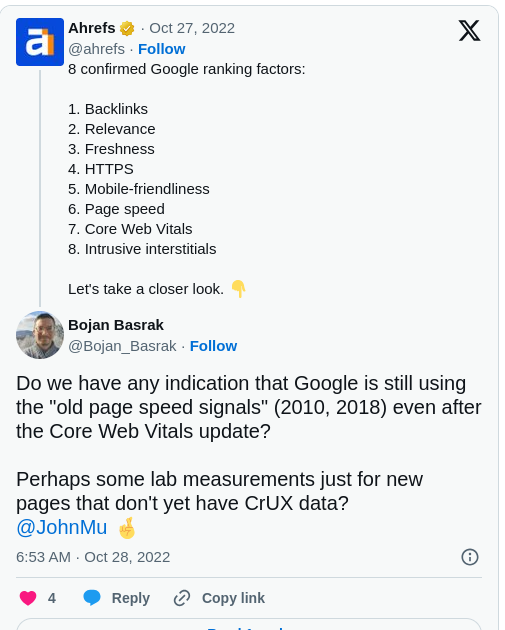 Ahrefs · Oct 27, 2022
@ahrefs · Follow
8 confirmed Google ranking factors:
1. Backlinks
2. Relevance
3. Freshness
4. HTTPS
5. Mobile-friendliness
6. Page speed
7. Core Web Vitals
8. Intrusive interstitials
Let's take a closer look. 👇
Bojan Basrak
@Bojan_Basrak · Follow
Do we have any indication that Google is still using
the "old page speed signals" (2010, 2018) even after
the Core Web Vitals update?
Perhaps some lab measurements just for new
pages that don't yet have CrUX data?
@JohnMu 🤞
6:53 AM · Oct 28, 2022
4 Reply Copy link